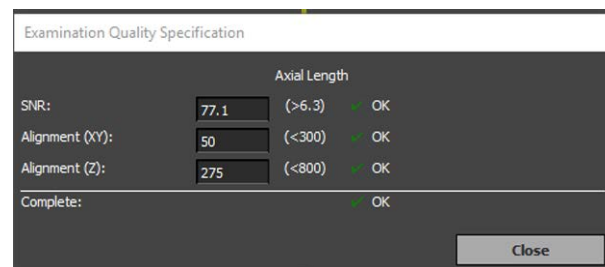 Examination Quality Specification
Axial Length
SNR: 77.1 (>6.3) ✓ OK
Alignment (XY): 50 (<300) ✓ OK
Alignment (Z): 275 (<800) ✓ OK
Complete: ✓ OK
Close